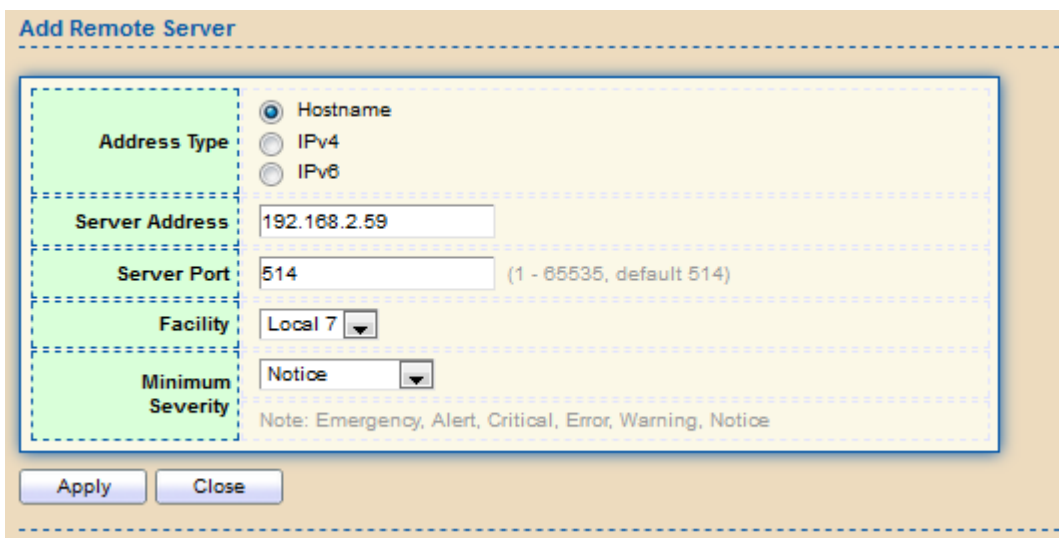 Add Remote Server
Address Type
Hostname
IPv4
IPv6
Server Address
192.168.2.59
Server Port
514
(1 - 65535, default 514)
Facility
Local 7
Minimum
Severity
Notice
Note: Emergency, Alert, Critical, Error, Warning, Notice
Apply
Close